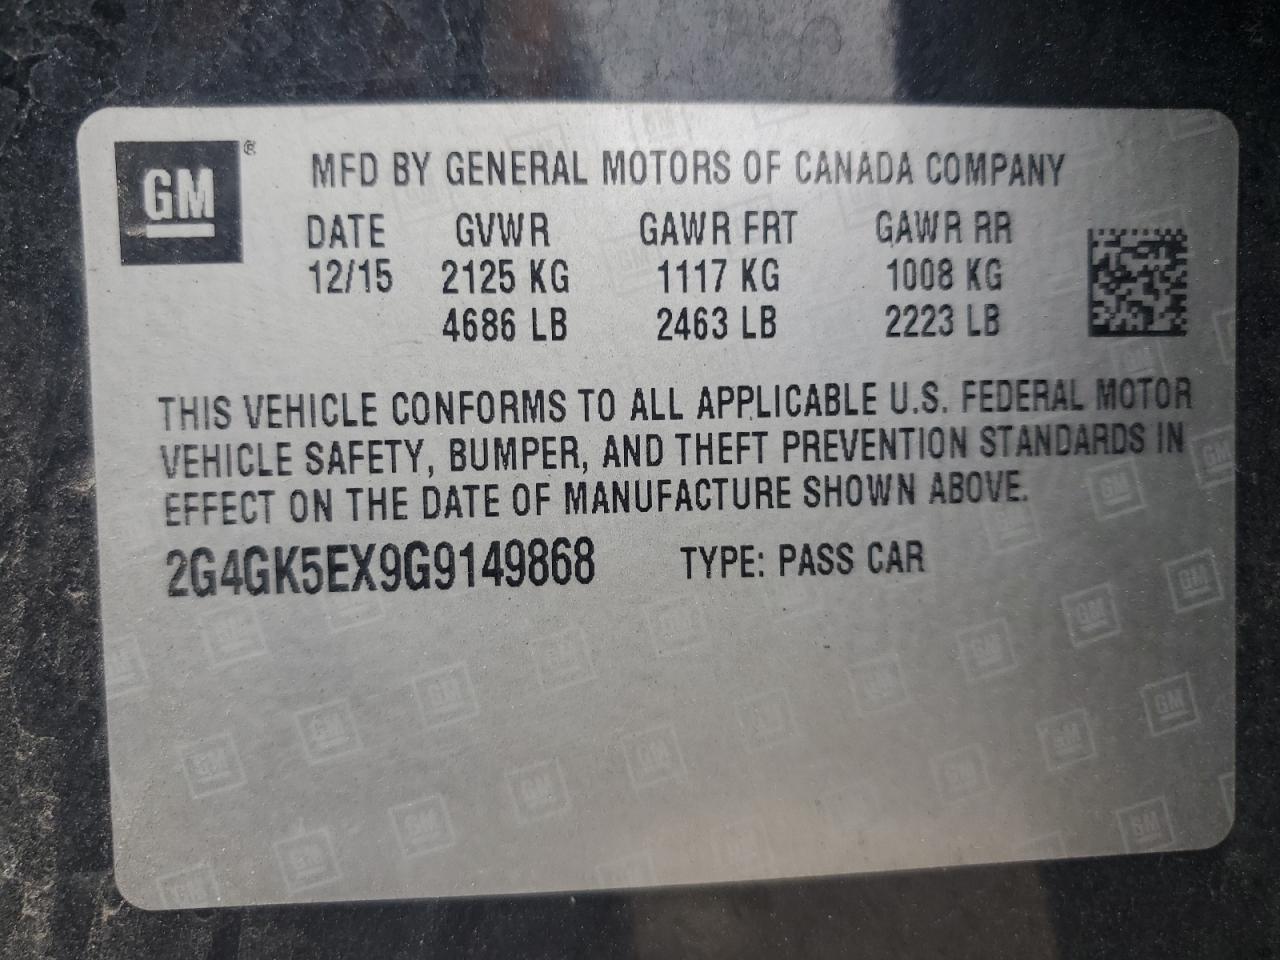 GM ® MFD BY GENERAL MOTORS OF CANADA COMPANY
DATE GVWR GAWR FRT GAWR RR
12/15 2125 KG 1117 KG 1008 KG
4686 LB 2463 LB 2223 LB
THIS VEHICLE CONFORMS TO ALL APPLICABLE U.S. FEDERAL MOTOR
VEHICLE SAFETY, BUMPER, AND THEFT PREVENTION STANDARDS IN
EFFECT ON THE DATE OF MANUFACTURE SHOWN ABOVE.
2G4GK5EX9G9149868 TYPE: PASS CAR